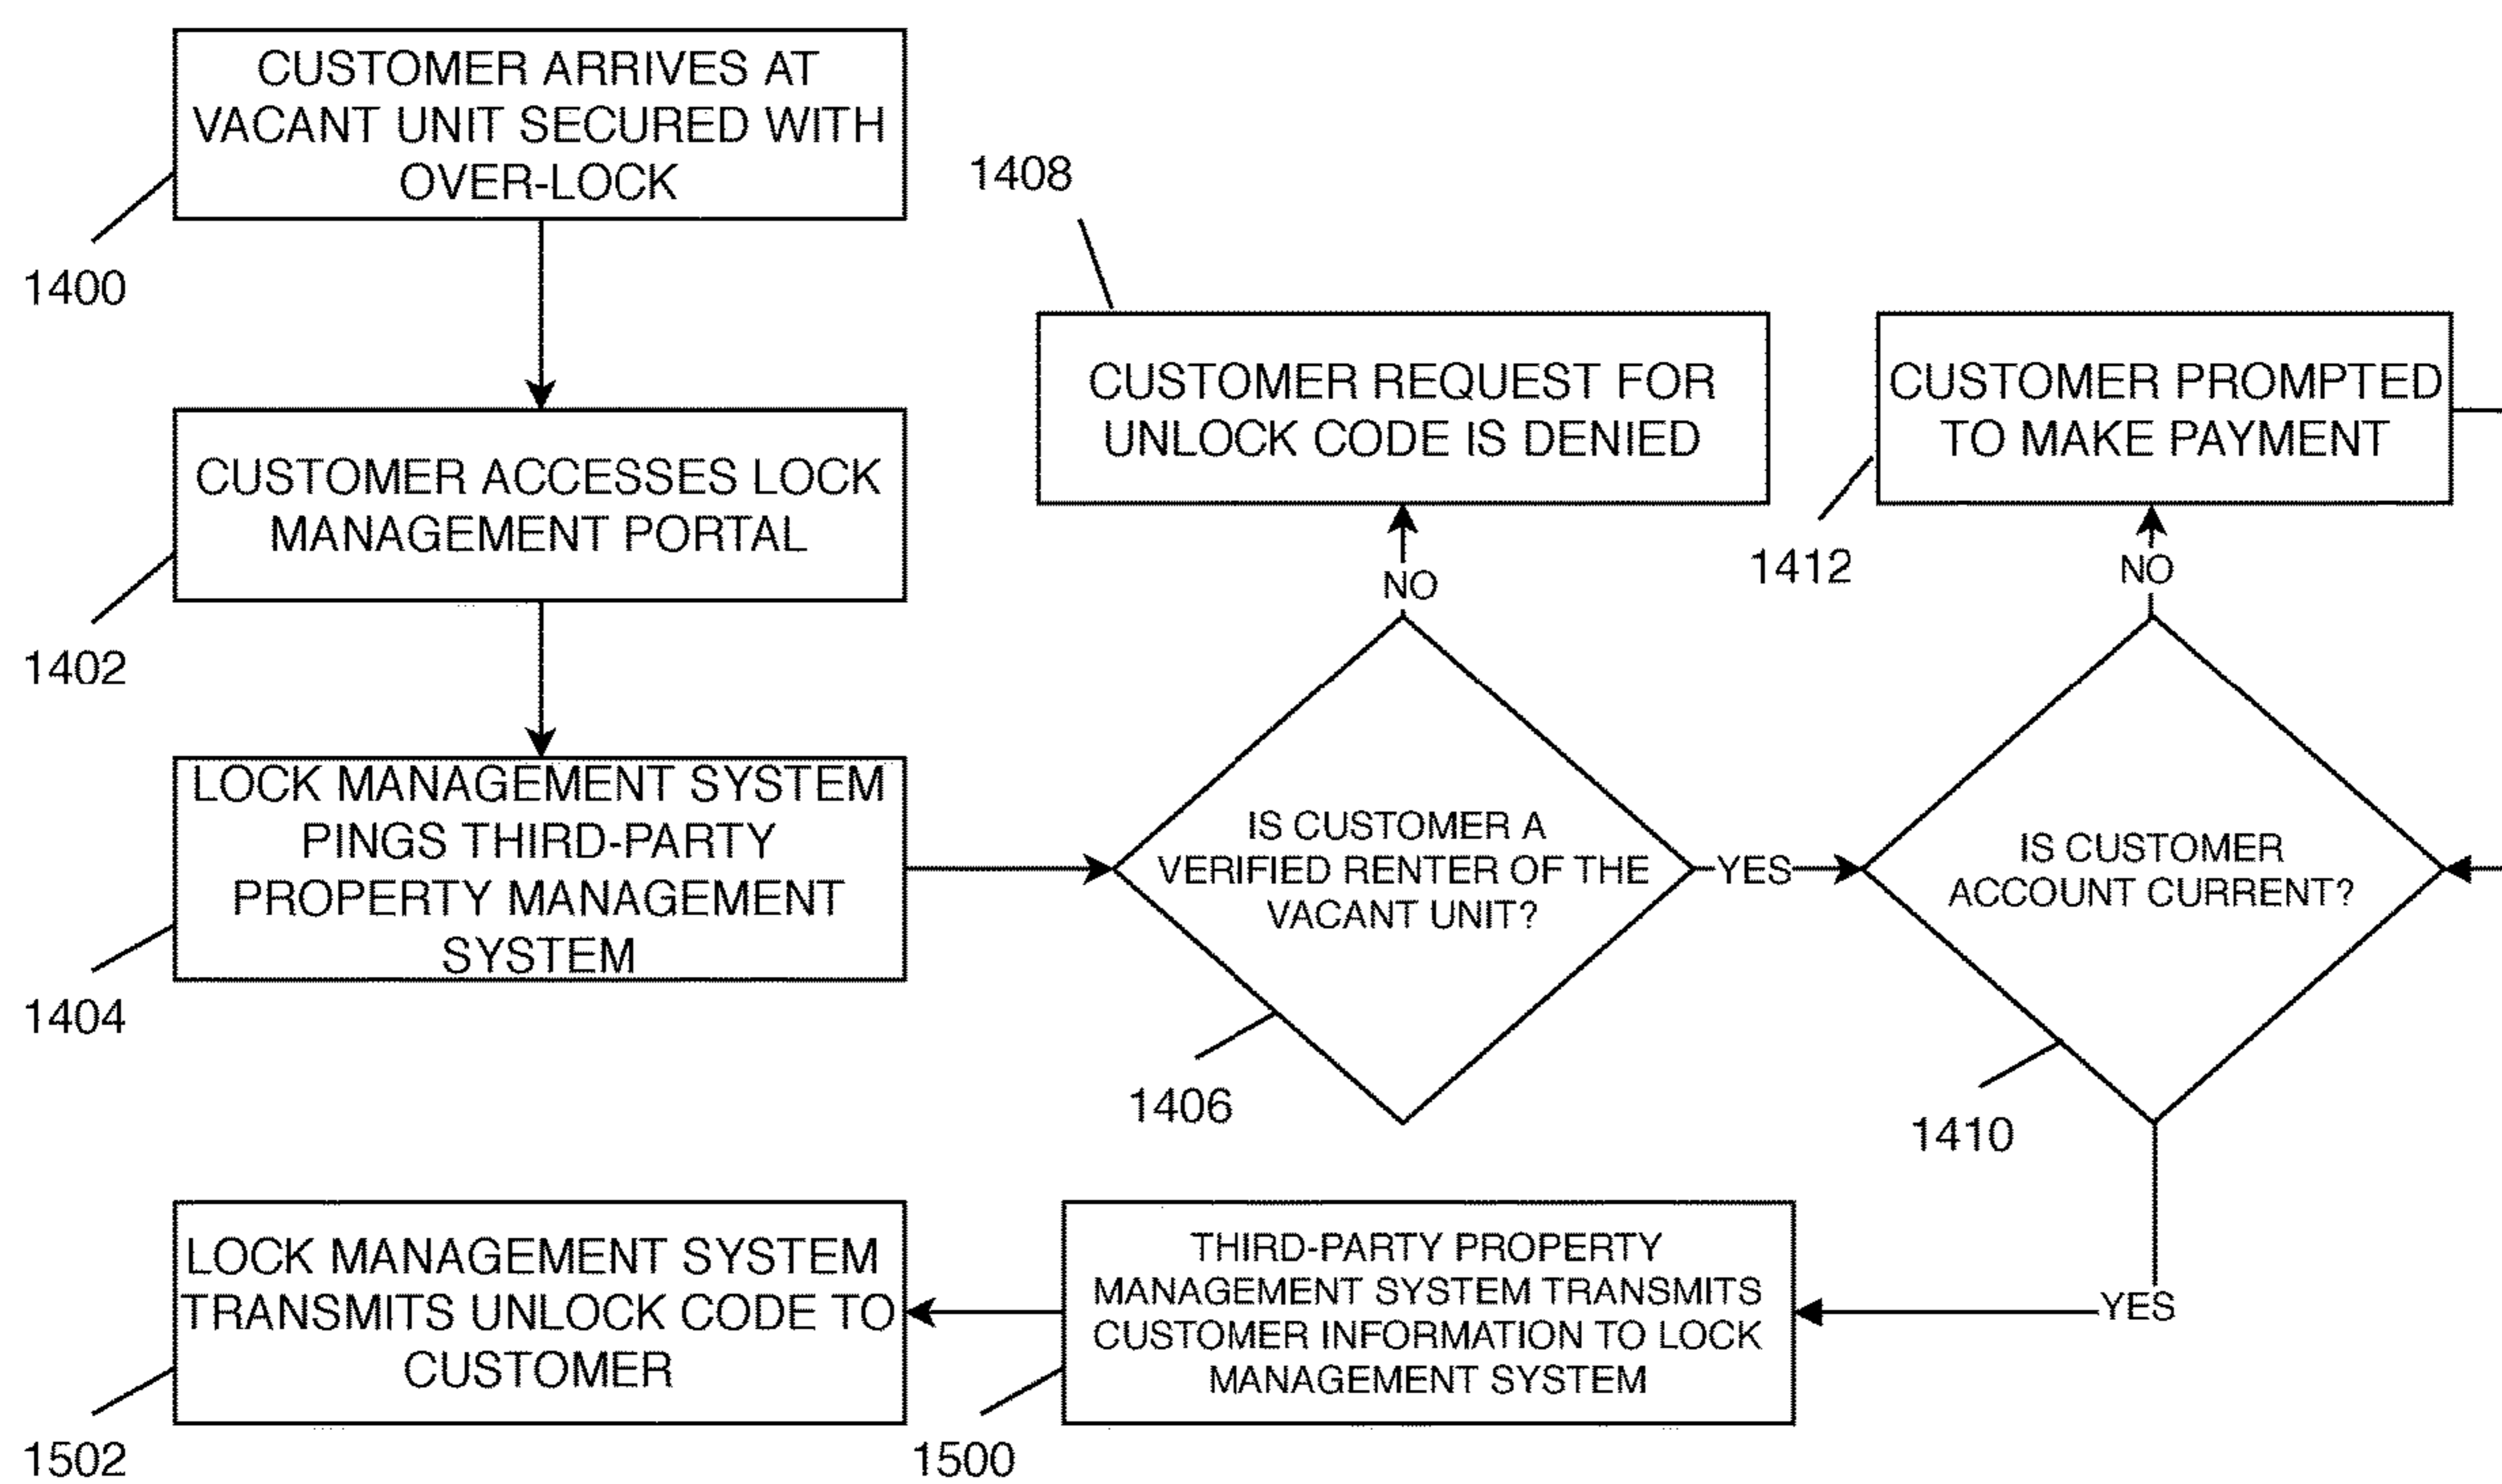 CUSTOMER ARRIVES AT
VACANT UNIT SECURED WITH
OVER-LOCK
1400
CUSTOMER ACCESSES LOCK
MANAGEMENT PORTAL
1402
LOCK MANAGEMENT SYSTEM
PINGS THIRD-PARTY
PROPERTY MANAGEMENT
SYSTEM
1404
IS CUSTOMER A
VERIFIED RENTER OF THE
VACANT UNIT?
1406
NO
1408
CUSTOMER REQUEST FOR
UNLOCK CODE IS DENIED
YES
IS CUSTOMER
ACCOUNT CURRENT?
1410
NO
CUSTOMER PROMPTED
TO MAKE PAYMENT
1412
YES
THIRD-PARTY PROPERTY
MANAGEMENT SYSTEM TRANSMITS
CUSTOMER INFORMATION TO LOCK
MANAGEMENT SYSTEM
1500
LOCK MANAGEMENT SYSTEM
TRANSMITS UNLOCK CODE TO
CUSTOMER
1502